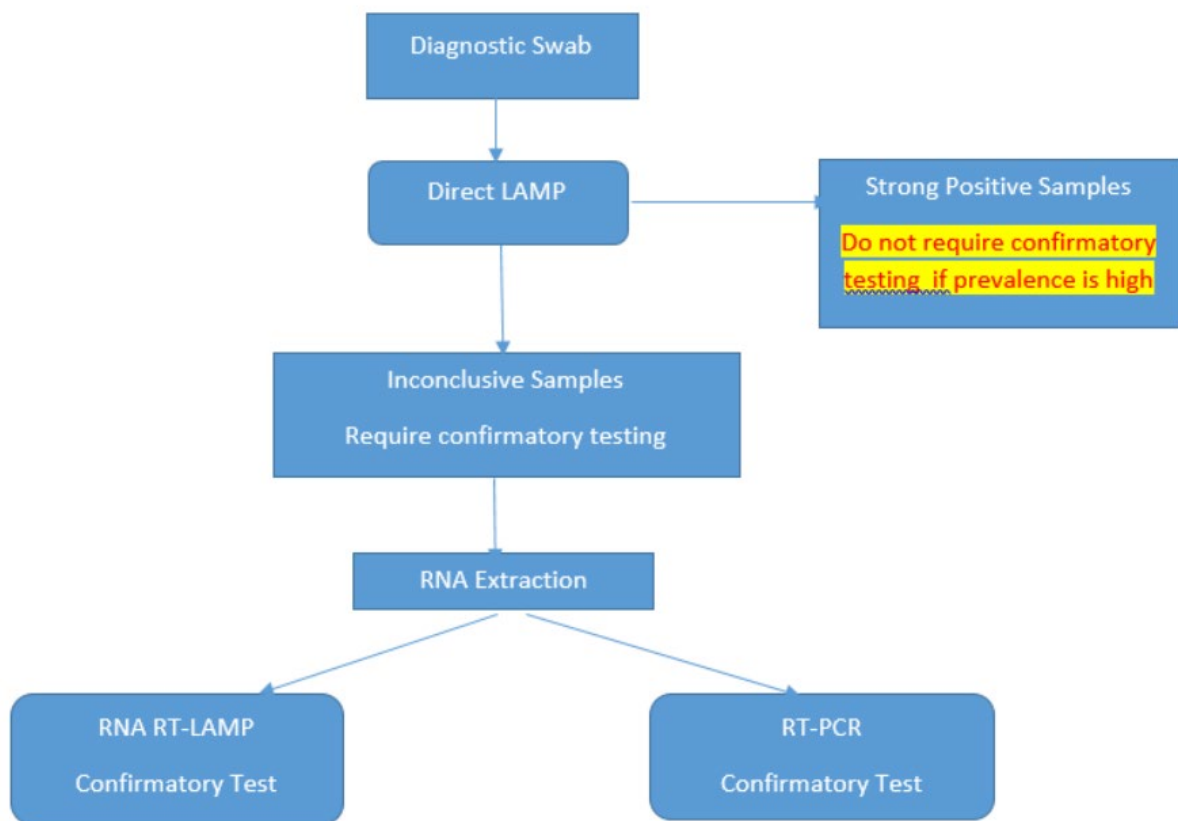 Diagnostic Swab
Direct LAMP
Strong Positive Samples
Do not require confirmatory
testing  if prevalence is high
Inconclusive Samples
Require confirmatory testing
RNA Extraction
RNA RT-LAMP
Confirmatory Test
RT-PCR
Confirmatory Test